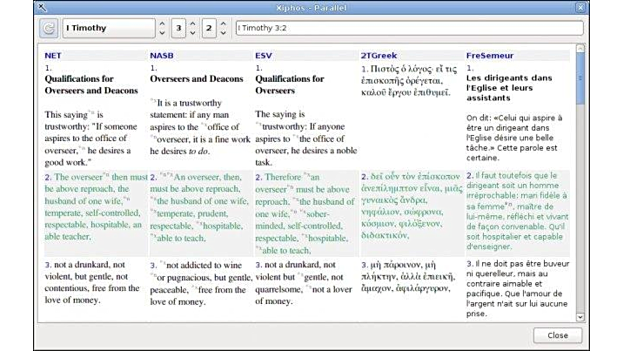 Xiphos - Parallel
I Timothy 3 2 I Timothy 3:2
NET NASB ESV 2TGreek FreSemeur
1.
Qualifications for
Overseers and Deacons
This saying
is
trustworthy: "If someone
aspires to the office of
overseer, he desires a
good work."
2. The overseer then must
be above reproach, the
husband of one wife,
temperate, self-controlled,
respectable, hospitable, an
able teacher,
3. not a drunkard, not
violent, but gentle, not
contentious, free from the
love of money.
1.
Overseers and Deacons
It is a trustworthy
statement: if any man
aspires to the office of
overseer, it is a fine work
he desires to do.
2. An overseer, then,
must be above reproach,
the husband of one wife,
temperate, prudent,
respectable, hospitable,
able to teach,
3. not addicted to wine
or pugnacious, but gentle,
peaceable, free from the
love of money.
1.
Qualifications for
Overseers
The saying is
trustworthy: If anyone
aspires to the office of
overseer, he desires a noble
task.
2. Therefore an
overseer must be above
reproach, the husband of
one wife, sober-
minded, self-controlled,
respectable, hospitable,
able to teach,
3. not a drunkard, not
violent but gentle, not
quarrelsome, not a lover
of money.
1. Πιστὸς ὁ λόγος· εἴ τις
ἐπισκοπῆς ὀρέγεται,
καλοῦ ἔργου ἐπιθυμεῖ.
2. δεῖ οὖν τὸν ἐπίσκοπον
ἀνεπίλημπτον εἶναι, μιᾶς
γυναικὸς ἄνδρα,
νηφάλιον, σώφρονα,
κόσμιον, φιλόξενον,
διδακτικόν,
3. μὴ πάροινον, μὴ
πλήκτην, ἀλλὰ ἐπιεικῆ,
ἄμαχον, ἀφιλάργυρον,
1.
Les dirigeants dans
l'Eglise et leurs
assistants
On dit: «Celui qui aspire à
être un dirigeant dans
l'Eglise désire une belle
tâche.» Cette parole est
certaine.
2. Il faut toutefois que le
dirigeant soit un homme
irréprochable: mari fidèle à
sa femme, maître de
lui-même, réfléchi et vivant
de façon convenable. Qu'il
soit hospitalier et capable
d'enseigner.
3. Il ne doit pas être buveur
ni querelleur, mais au
contraire aimable et
pacifique. Que l'amour de
l'argent n'ait sur lui aucune
prise.
Close